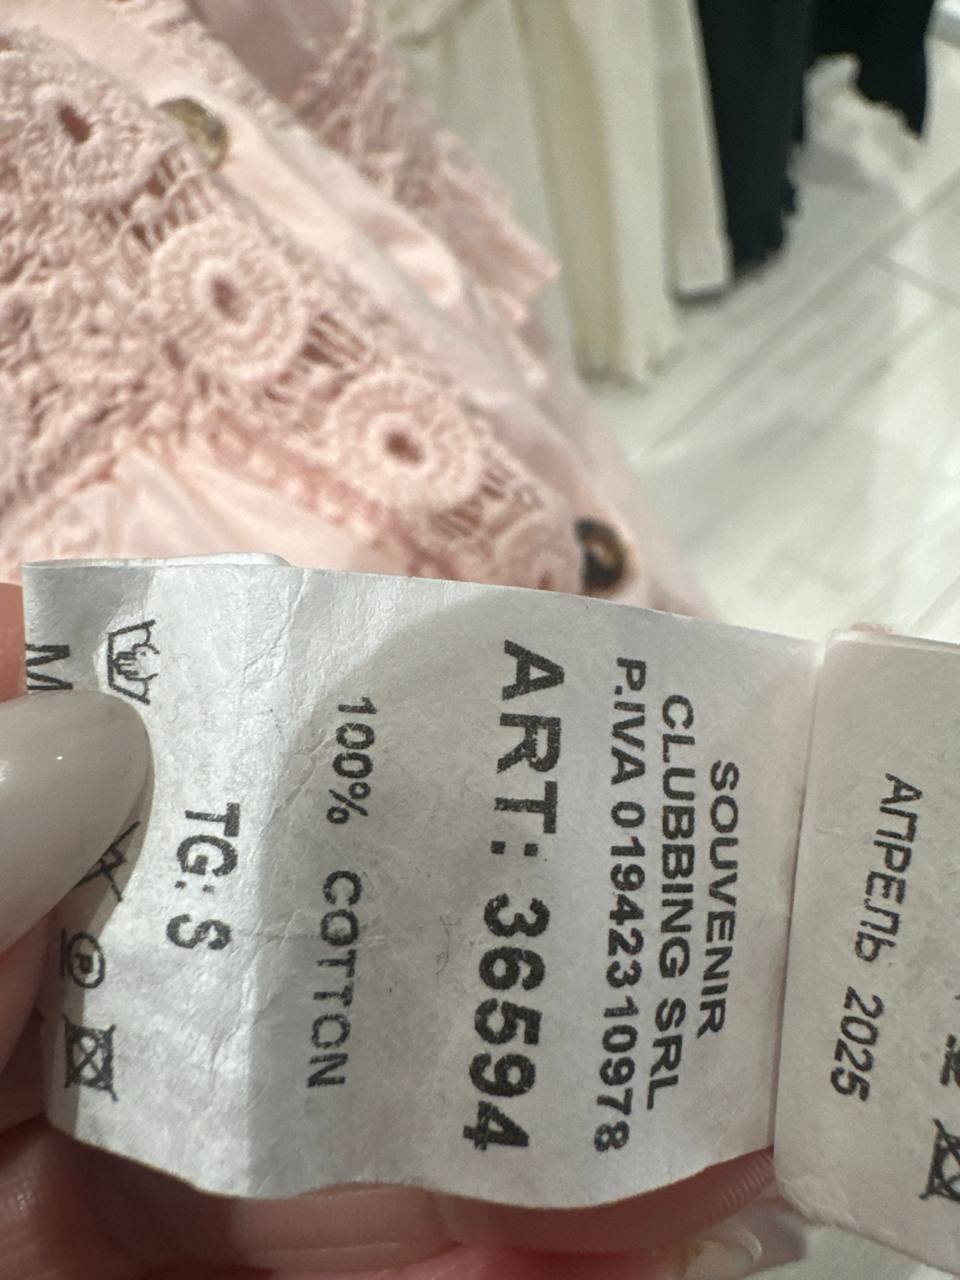 SOUVENIR
CLUBBING SRL
P.IVA 01942310978
ART: 36594
100% COTTON
TG: S
АПРЕЛЬ 2025